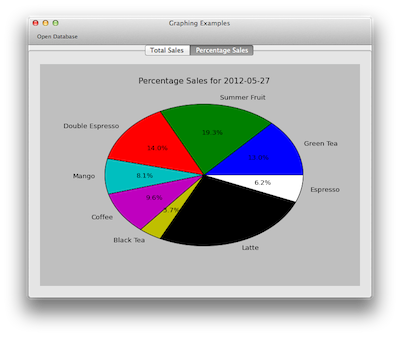 Graphing Examples
Open Database
Total Sales
Percentage Sales
Percentage Sales for 2012-05-27
Summer Fruit
Double Espresso
19.3%
Green Tea
14.0%
Mango
8.1%
6.2%
Espresso
9.6%
Coffee
3.7%
Black Tea
Latte